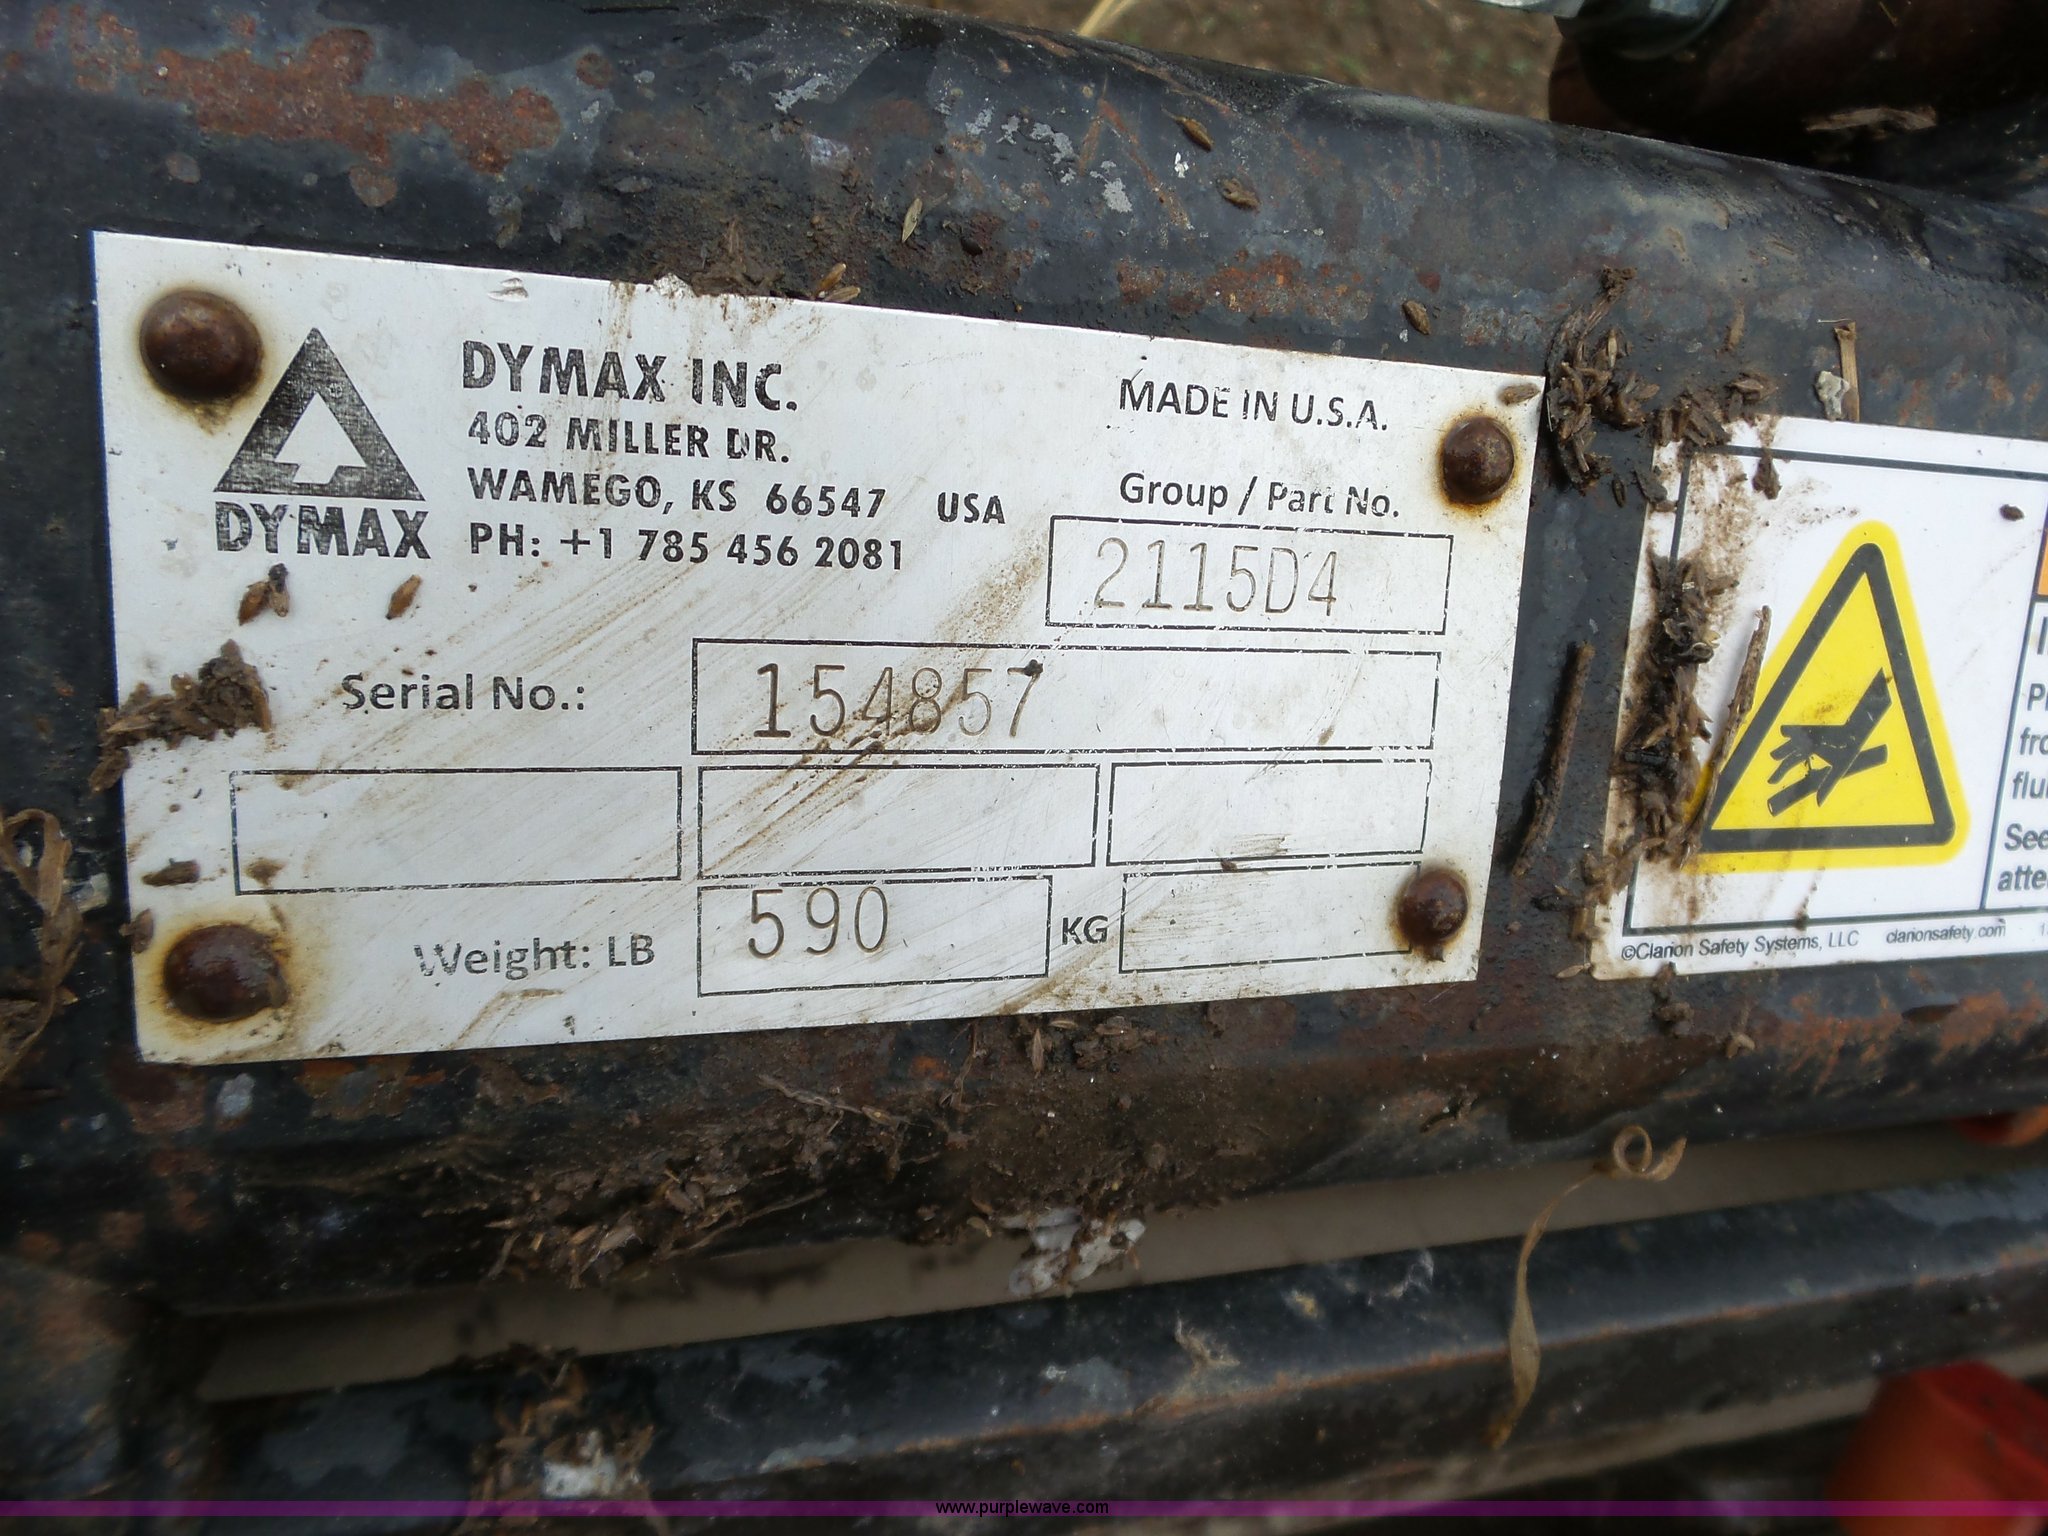 DYMAX
DYMAX INC.
402 MILLER DR.
WAMEGO, KS 66547 USA
PH: +1 785 456 2081
MADE IN U.S.A.
Group / Part No.
2115D4
Serial No.: 154857
Weight: LB 590 KG
©Clarion Safety Systems, LLC clarionsafety.com
See
www.purplewave.com